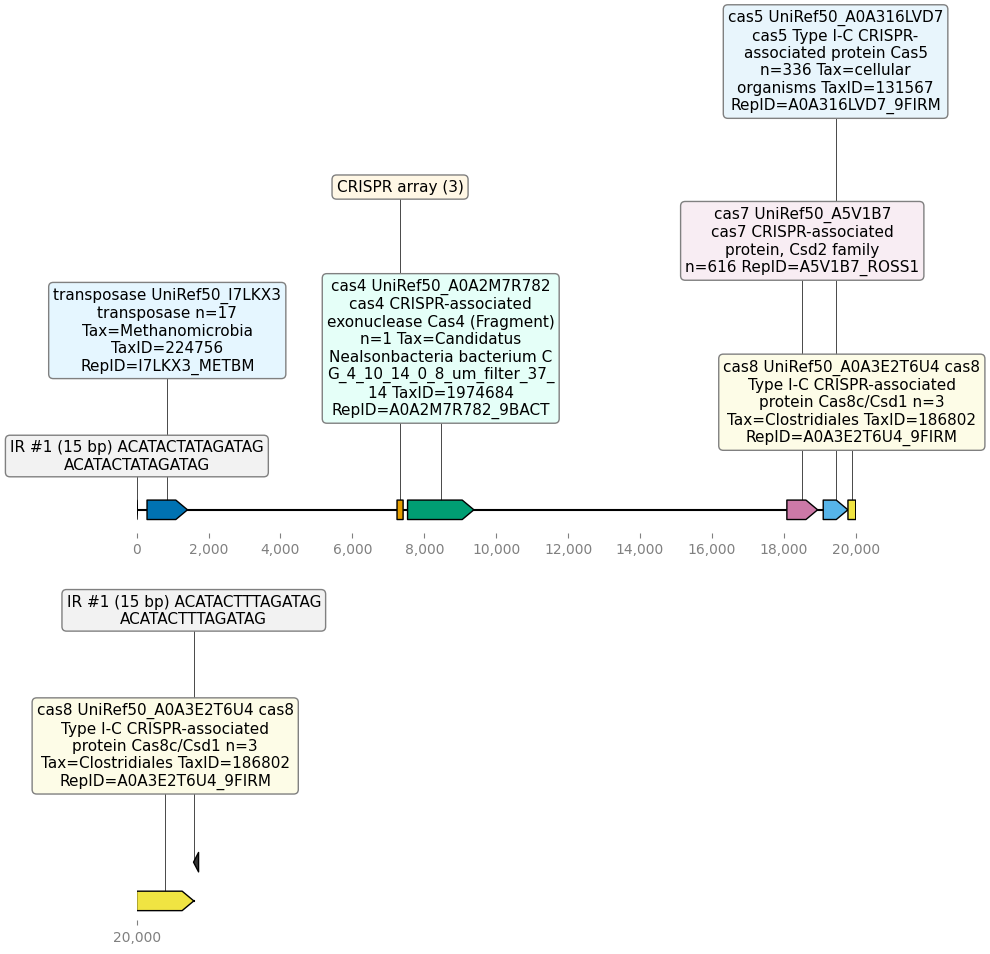 cas5 UniRef50_A0A316LVD7
cas5 Type I-C CRISPR-
associated protein Cas5
n=336 Tax=cellular
organisms TaxID=131567
RepID=A0A316LVD7_9FIRM
CRISPR array (3)
cas7 UniRef50_A5V1B7
cas7 CRISPR-associated
protein, Csd2 family
n=616 RepID=A5V1B7_ROSS1
transposase UniRef50_I7LKX3
transposase n=17
Tax=Methanomicrobia
TaxID=224756
RepID=I7LKX3_METBM
cas4 UniRef50_A0A2M7R782
cas4 CRISPR-associated
exonuclease Cas4 (Fragment)
n=1 Tax=Candidatus
Nealsonbacteria bacterium C
G_4_10_14_0_8_um_filter_37_
14 TaxID=1974684
RepID=A0A2M7R782_9BACT
cas8 UniRef50_A0A3E2T6U4 cas8
Type I-C CRISPR-associated
protein Cas8c/Csd1 n=3
Tax=Clostridiales TaxID=186802
RepID=A0A3E2T6U4_9FIRM
IR #1 (15 bp) ACATACTATAGATAG
ACATACTATAGATAG
0 2,000 4,000 6,000 8,000 10,000 12,000 14,000 16,000 18,000 20,000
IR #1 (15 bp) ACATACTTTAGATAG
ACATACTTTAGATAG
cas8 UniRef50_A0A3E2T6U4 cas8
Type I-C CRISPR-associated
protein Cas8c/Csd1 n=3
Tax=Clostridiales TaxID=186802
RepID=A0A3E2T6U4_9FIRM
20,000